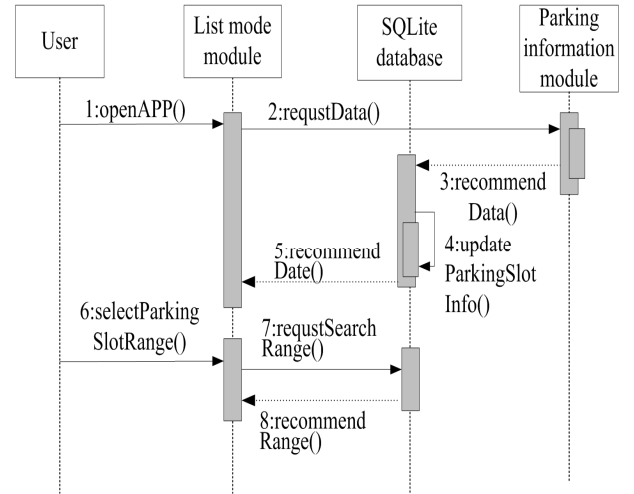 User
List mode
module
SQLite
database
Parking
information
module
1:openAPP()
2:requstData()
3:recommend
Data()
4:update
ParkingSlot
Info()
5:recommend
Date()
6:selectParking
SlotRange()
7:requstSearch
Range()
8:recommend
Range()